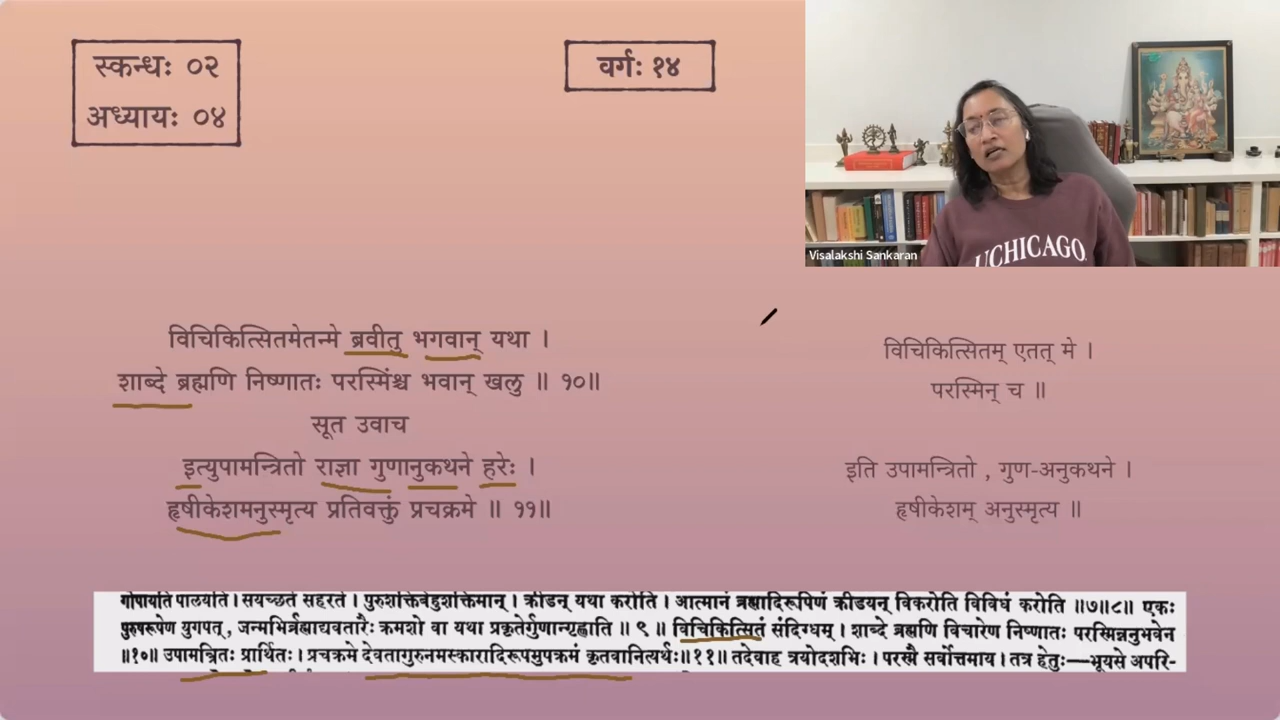 स्कन्धः ०२
अध्यायः ०४
वर्गः १४
UCHICAGO
Visalakshi Sankaran
विचिकित्सितमेतन्मे ब्रवीतु भगवान् यथा ।
शाब्दे ब्रह्मणि निष्णातः परस्मिंश्च भवान् खलु ॥ १०॥
सूत उवाच
इत्युपामन्त्रितो राज्ञा गुणानुकथने हरेः ।
हृषीकेशमनुस्मृत्य प्रतिवक्तुं प्रचक्रमे ॥ ११॥
विचिकित्सितम् एतत् मे ।
परस्मिन् च ॥
इति उपामन्त्रितो , गुण-अनुकथने ।
हृषीकेशम् अनुस्मृत्य ॥
गोपायति पालयति । सयच्छते सहरते । पुरुशक्तिर्बहुशक्तिमान् । क्रीडन् यथा करोति । आत्मानं ब्रह्मादिरूपिणं क्रीडयन् विकरोति विविधं करोति ॥७॥८॥ एकः
पुरुषरूपेण युगपत्, जन्मभिर्ब्रह्माद्यवतारैः क्रमशो वा यथा प्रकृतेर्गुणान्गृह्णाति ॥ ९ ॥ विचिकित्सितं संदिग्धम् । शाब्दे ब्रह्मणि विचारेण निष्णातः परस्मिन्ननुभवेन
॥१०॥ उपामन्त्रितः प्रार्थितः । प्रचक्रमे देवतागुरुनमस्कारादिरूपमुपक्रमं कृतवानित्यर्थः॥११॥ तदेवाह त्रयोदशभिः । परस्मै सर्वोत्तमाय । तत्र हेतुः—भूयसे अपरि-